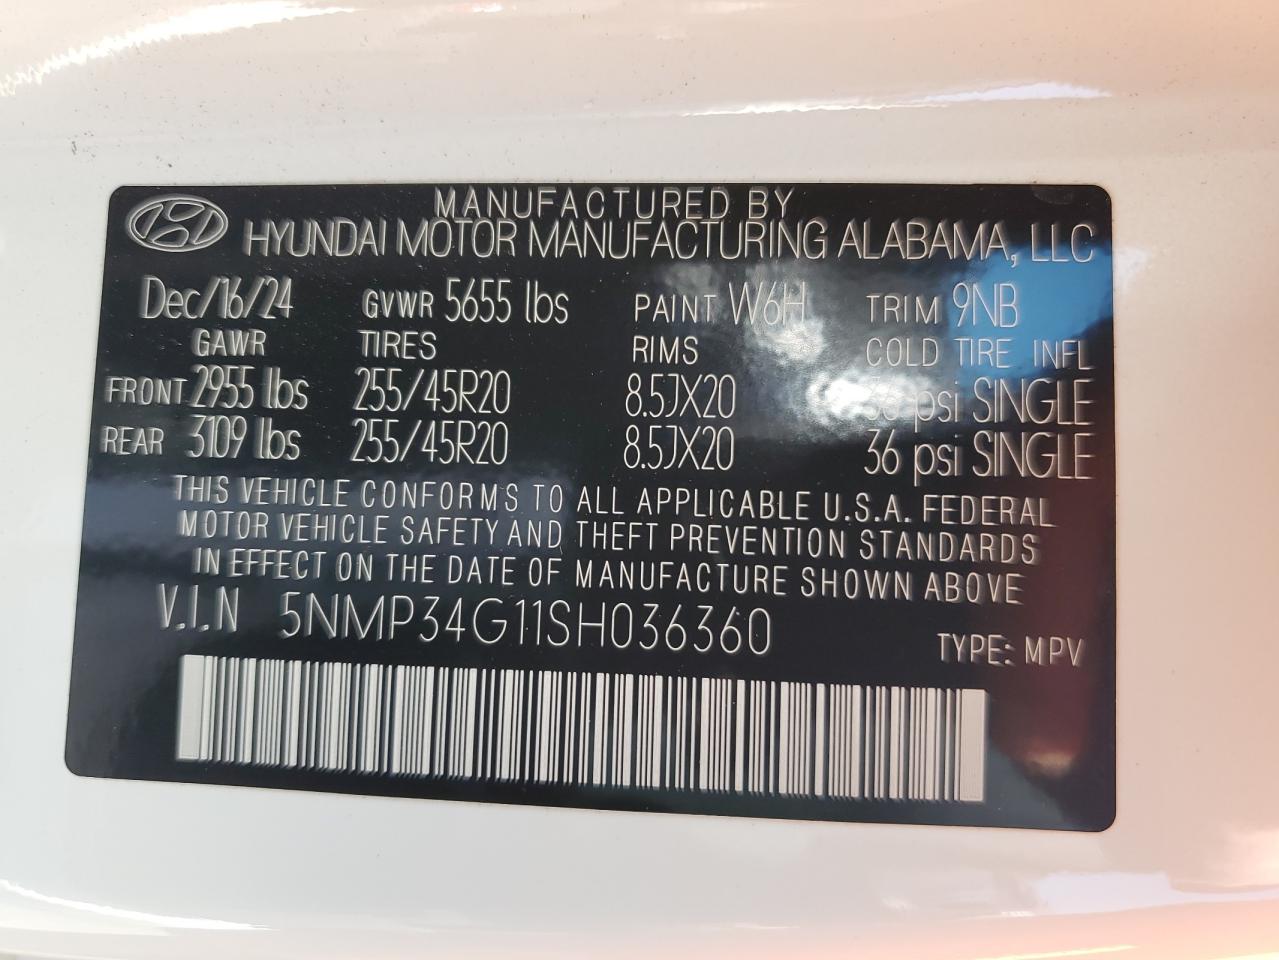 MANUFACTURED BY
HYUNDAI MOTOR MANUFACTURING ALABAMA, LLC
Dec/16/24 GVWR 5655 lbs PAINT W6H TRIM 9NB
GAWR TIRES RIMS COLD TIRE INFL
FRONT 2955 lbs 255/45R20 8.5JX20 36 psi SINGLE
REAR 3109 lbs 255/45R20 8.5JX20 36 psi SINGLE
THIS VEHICLE CONFORMS TO ALL APPLICABLE U.S.A. FEDERAL
MOTOR VEHICLE SAFETY AND THEFT PREVENTION STANDARDS
IN EFFECT ON THE DATE OF MANUFACTURE SHOWN ABOVE
V.I.N 5NMP34G11SH036360
TYPE: MPV